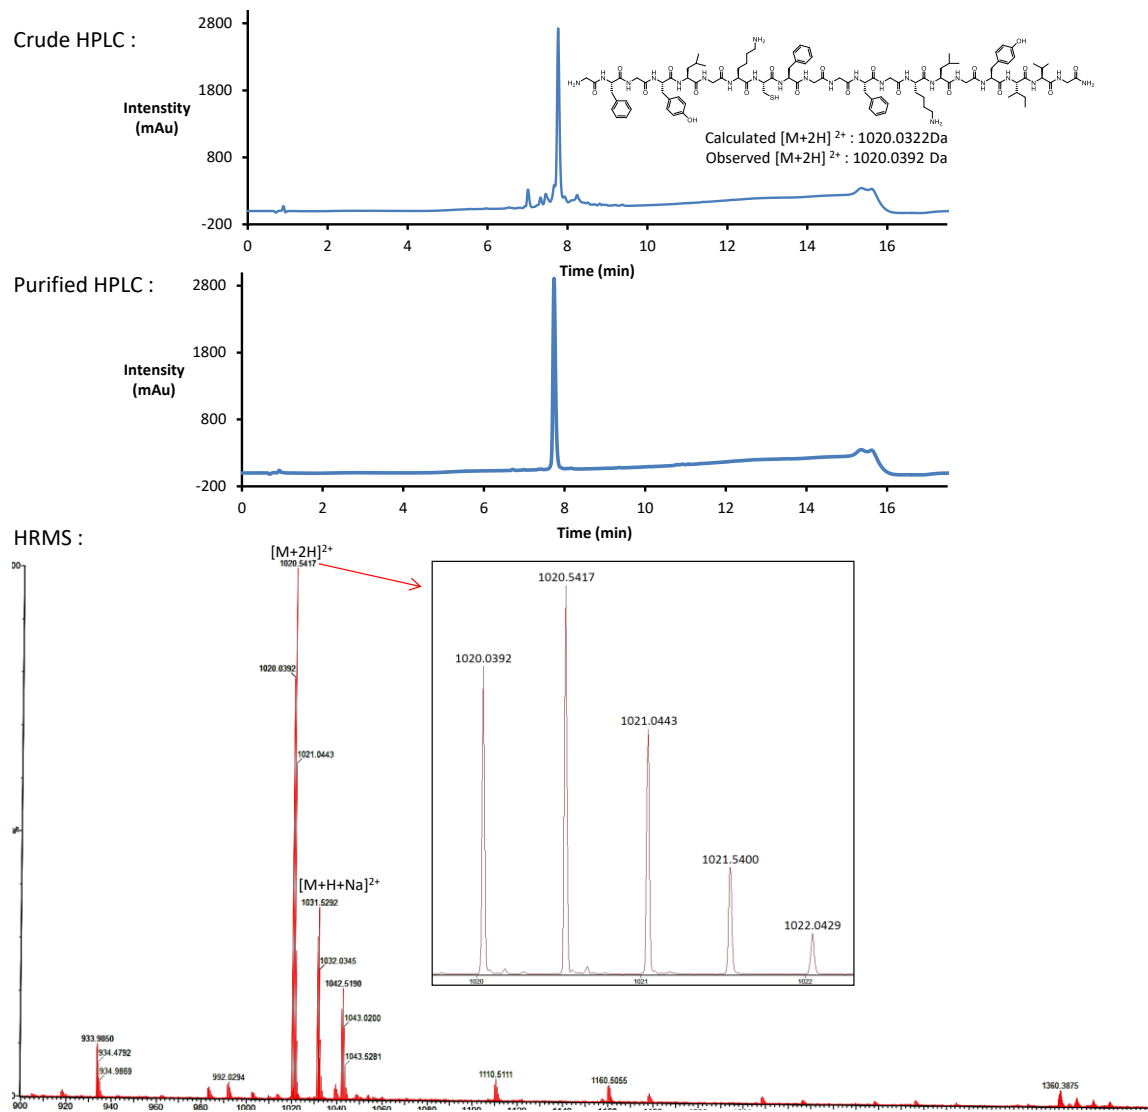 Crude HPLC :
2800
1800
800
-200
Intenstity
(mAu)
0 2 4 6 8 10 12 14 16
Time (min)
Calculated [M+2H] 2+ : 1020.0322Da
Observed [M+2H] 2+ : 1020.0392 Da
Purified HPLC :
2800
1800
800
-200
Intensity
(mAu)
0 2 4 6 8 10 12 14 16
Time (min)
HRMS :
[M+2H]2+
1020.5417
1020.0392
1021.0443
[M+H+Na]2+
1031.5292
1032.0345
1042.5190
1043.0200
1043.5281
933.9850
934.4792
934.9869
992.0294
1110.5111
1160.5055
1360.3875
1020.5417
1020.0392
1021.0443
1021.5400
1022.0429
1020 1021 1022
900 920 940 960 980 1000 1020 1040 1060 1080